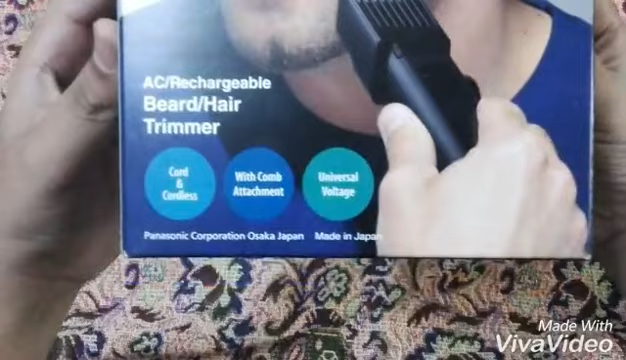 AC/Rechargeable
Beard/Hair
Trimmer
Cord
&
Cordless
With Comb
Attachment
Universal
Voltage
Panasonic Corporation Osaka Japan Made in Japan
Made With
VivaVideo